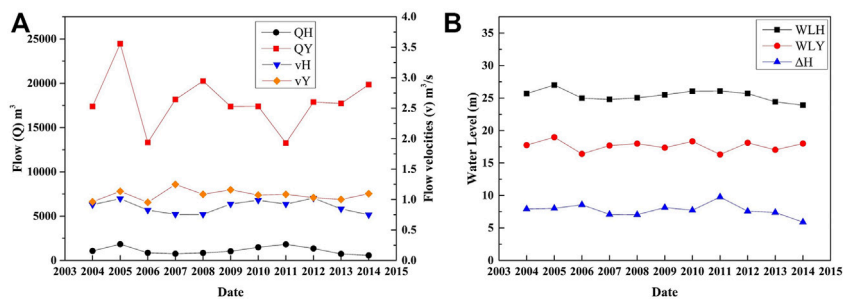 A
QH
QY
vH
vY
Flow (Q) m³
25000
20000
15000
10000
5000
0
4.0
3.5
3.0
2.5
2.0
1.5
1.0
0.5
0.0
Flow velocities (v) m³/s
2003 2004 2005 2006 2007 2008 2009 2010 2011 2012 2013 2014 2015
Date
B
WLH
WLY
ΔH
Water Level (m)
35
30
25
20
15
10
5
0
2003 2004 2005 2006 2007 2008 2009 2010 2011 2012 2013 2014 2015
Date